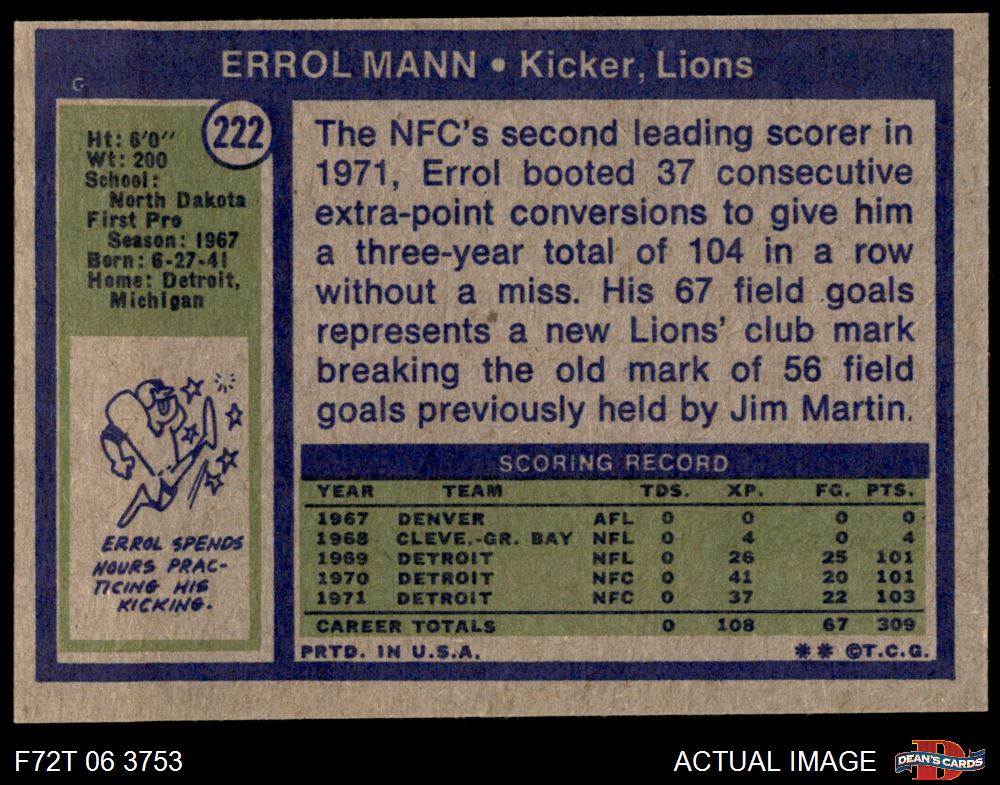 ERROL MANN • Kicker, Lions
G
222
Ht: 6'0"
Wt: 200
School:
North Dakota
First Pro
Season: 1967
Born: 6-27-41
Home: Detroit,
Michigan
ERROL SPENDS
HOURS PRAC-
TICING HIS
KICKING.
The NFC's second leading scorer in
1971, Errol booted 37 consecutive
extra-point conversions to give him
a three-year total of 104 in a row
without a miss. His 67 field goals
represents a new Lions' club mark
breaking the old mark of 56 field
goals previously held by Jim Martin.
SCORING RECORD
YEAR TEAM TDS. XP. FG. PTS.
1967 DENVER AFL 0 0 0 0
1968 CLEVE.-GR. BAY NFL 0 4 0 4
1969 DETROIT NFL 0 26 25 101
1970 DETROIT NFC 0 41 20 101
1971 DETROIT NFC 0 37 22 103
CAREER TOTALS 0 108 67 309
PRTD. IN U.S.A. ** ©T.C.G.
F72T 06 3753 ACTUAL IMAGE
D
DEAN'S CARDS